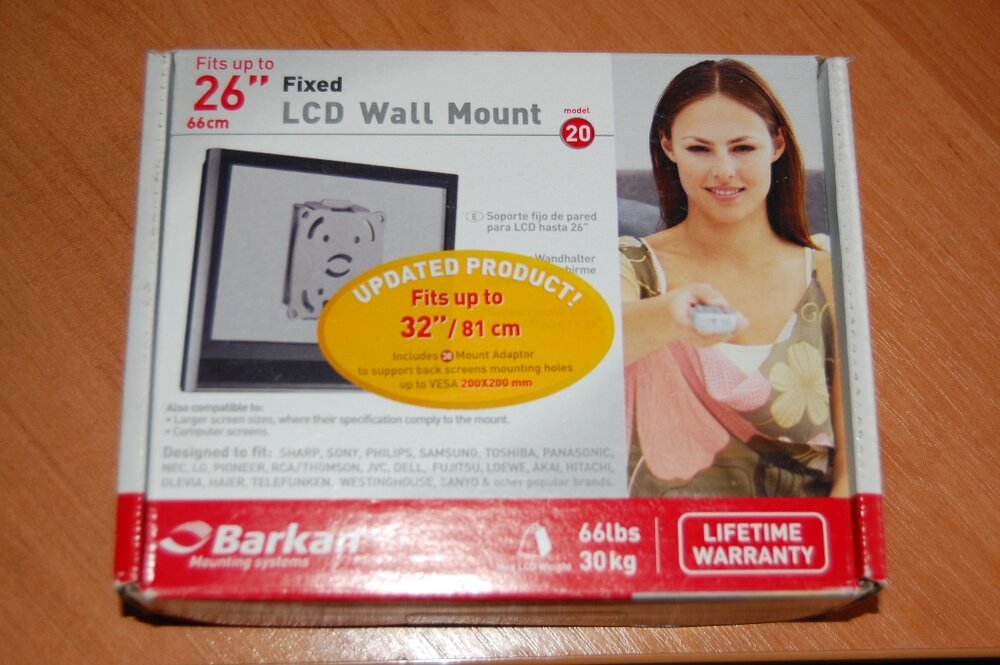 Fits up to
26”
66cm
Fixed
LCD Wall Mount
model
20
E Soporte fijo de pared
para LCD hasta 26”
Wandhalter
UPDATED PRODUCT!
Fits up to
32”/ 81 cm
Includes 30 Mount Adaptor
to support back screens mounting holes
up to VESA 200X200 mm
Also compatible to:
• Larger screen sizes, where their specification comply to the mount.
• Computer screens.
Designed to fit: SHARP, SONY, PHILIPS, SAMSUNG, TOSHIBA, PANASONIC,
NEC, LG, PIONEER, RCA/THOMSON, JVC, DELL, FUJITSU, LOEWE, AKAI, HITACHI,
OLEVIA, HAIER, TELEFUNKEN, WESTINGHOUSE, SANYO & other popular brands.
Barkan
Mounting systems
Max LCD Weight
66lbs
30kg
LIFETIME
WARRANTY